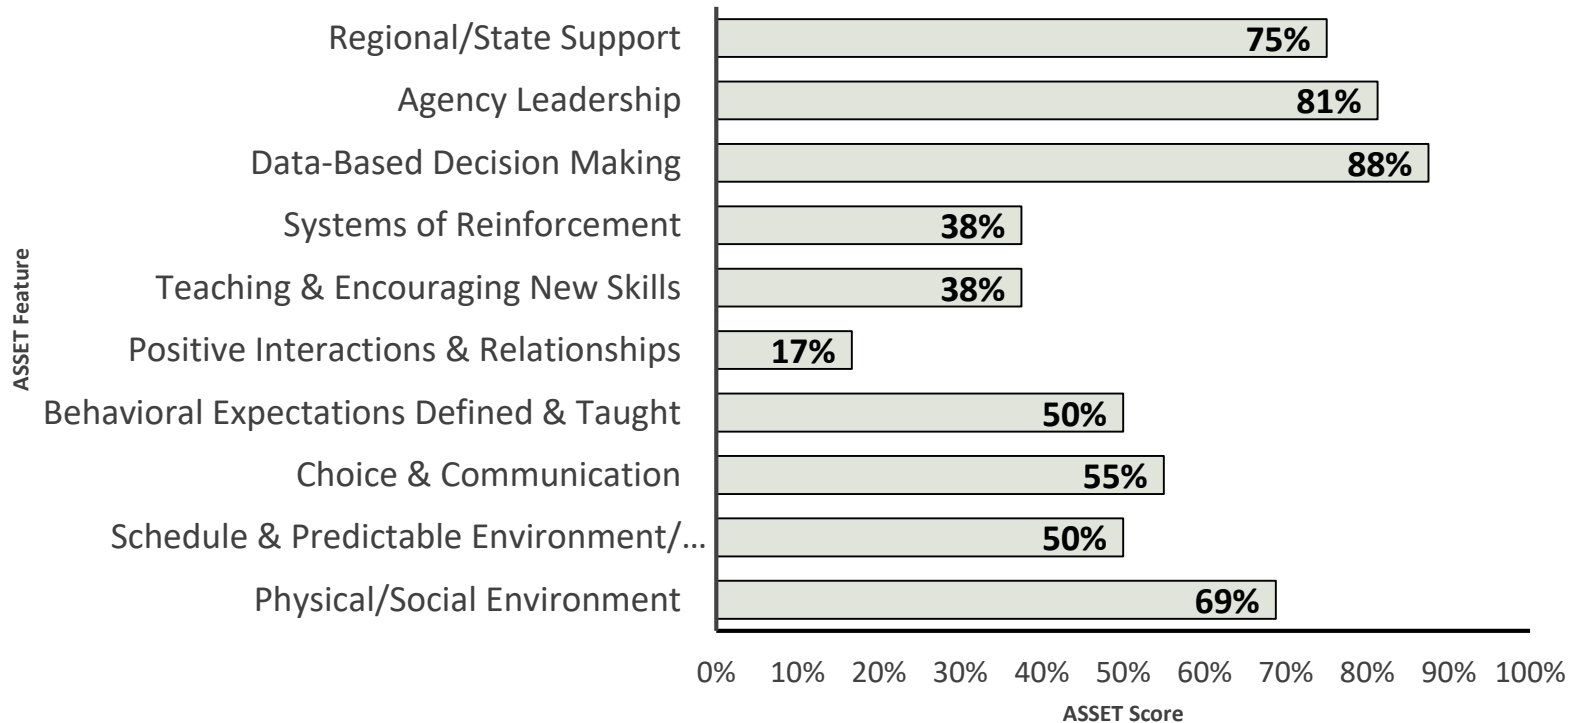 Regional/State Support 75%
Agency Leadership 81%
Data-Based Decision Making 88%
Systems of Reinforcement 38%
Teaching & Encouraging New Skills 38%
Positive Interactions & Relationships 17%
Behavioral Expectations Defined & Taught 50%
Choice & Communication 55%
Schedule & Predictable Environment/... 50%
Physical/Social Environment 69%
ASSET Feature
0% 10% 20% 30% 40% 50% 60% 70% 80% 90% 100%
ASSET Score